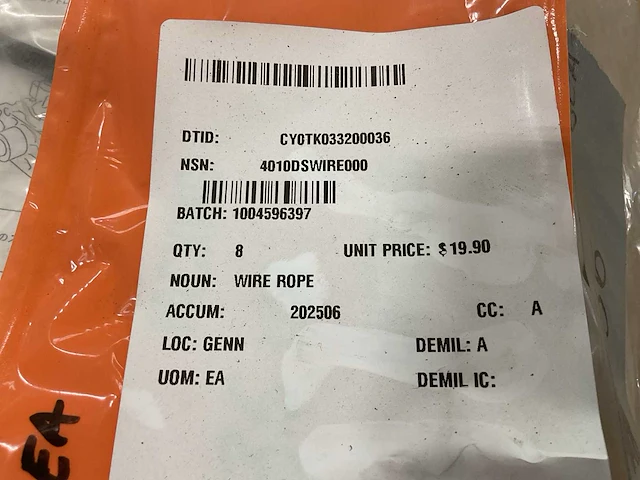 DTID: CY0TK033200036
NSN: 4010DSWIRE000
BATCH: 1004596397
QTY: 8 UNIT PRICE: $19.90
NOUN: WIRE ROPE
ACCUM: 202506 CC: A
LOC: GENN DEMIL: A
UOM: EA DEMIL IC:
EA